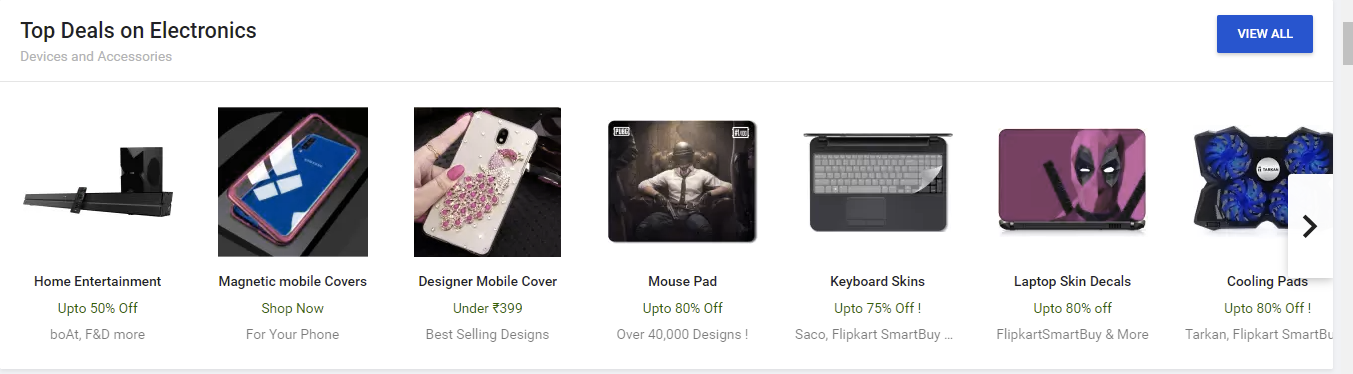 Top Deals on Electronics
Devices and Accessories
VIEW ALL
PUBG
SAMSUNG
TARKAN
Home Entertainment
Upto 50% Off
boAt, F&D more
Magnetic mobile Covers
Shop Now
For Your Phone
Designer Mobile Cover
Under ₹399
Best Selling Designs
Mouse Pad
Upto 80% Off
Over 40,000 Designs !
Keyboard Skins
Upto 75% Off !
Saco, Flipkart SmartBuy ...
Laptop Skin Decals
Upto 80% off
FlipkartSmartBuy & More
Cooling Pads
Upto 80% Off !
Tarkan, Flipkart SmartBu